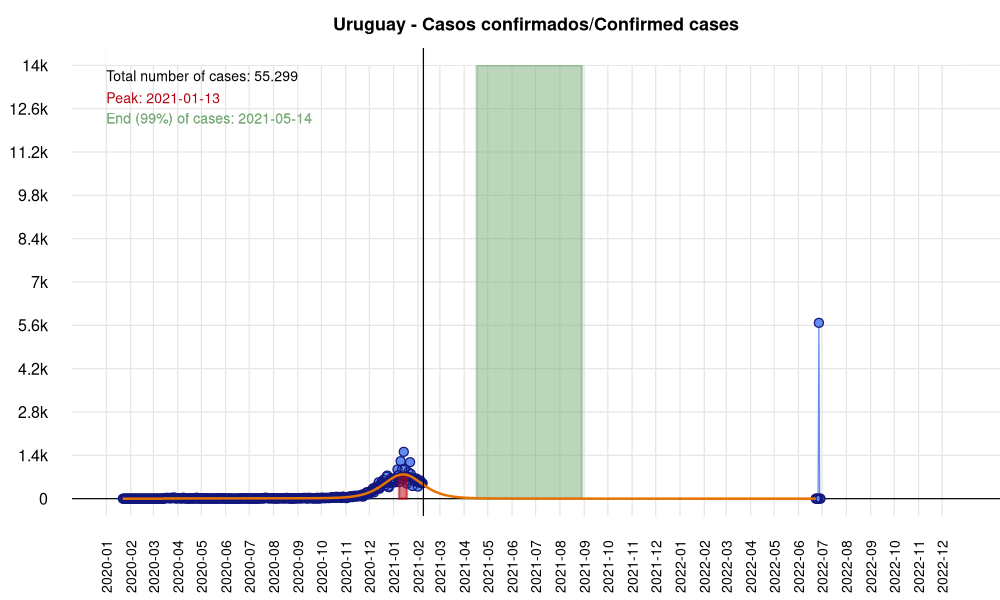 Uruguay - Casos confirmados/Confirmed cases
Total number of cases: 55.299
Peak: 2021-01-13
End (99%) of cases: 2021-05-14
14k
12.6k
11.2k
9.8k
8.4k
7k
5.6k
4.2k
2.8k
1.4k
0
2020-01
2020-02
2020-03
2020-04
2020-05
2020-06
2020-07
2020-08
2020-09
2020-10
2020-11
2020-12
2021-01
2021-02
2021-03
2021-04
2021-05
2021-06
2021-07
2021-08
2021-09
2021-10
2021-11
2021-12
2022-01
2022-02
2022-03
2022-04
2022-05
2022-06
2022-07
2022-08
2022-09
2022-10
2022-11
2022-12